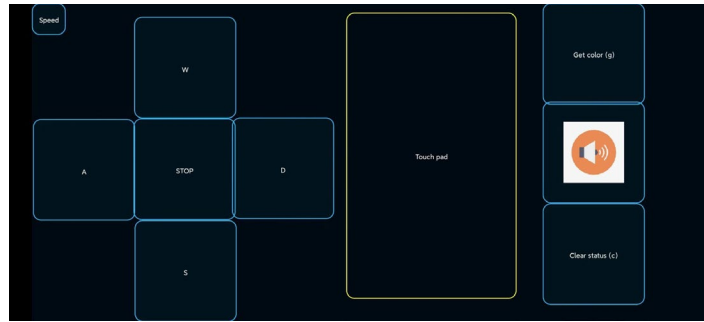 Speed
W
Get color (g)
A
STOP
D
Touch pad
S
Clear status (c)